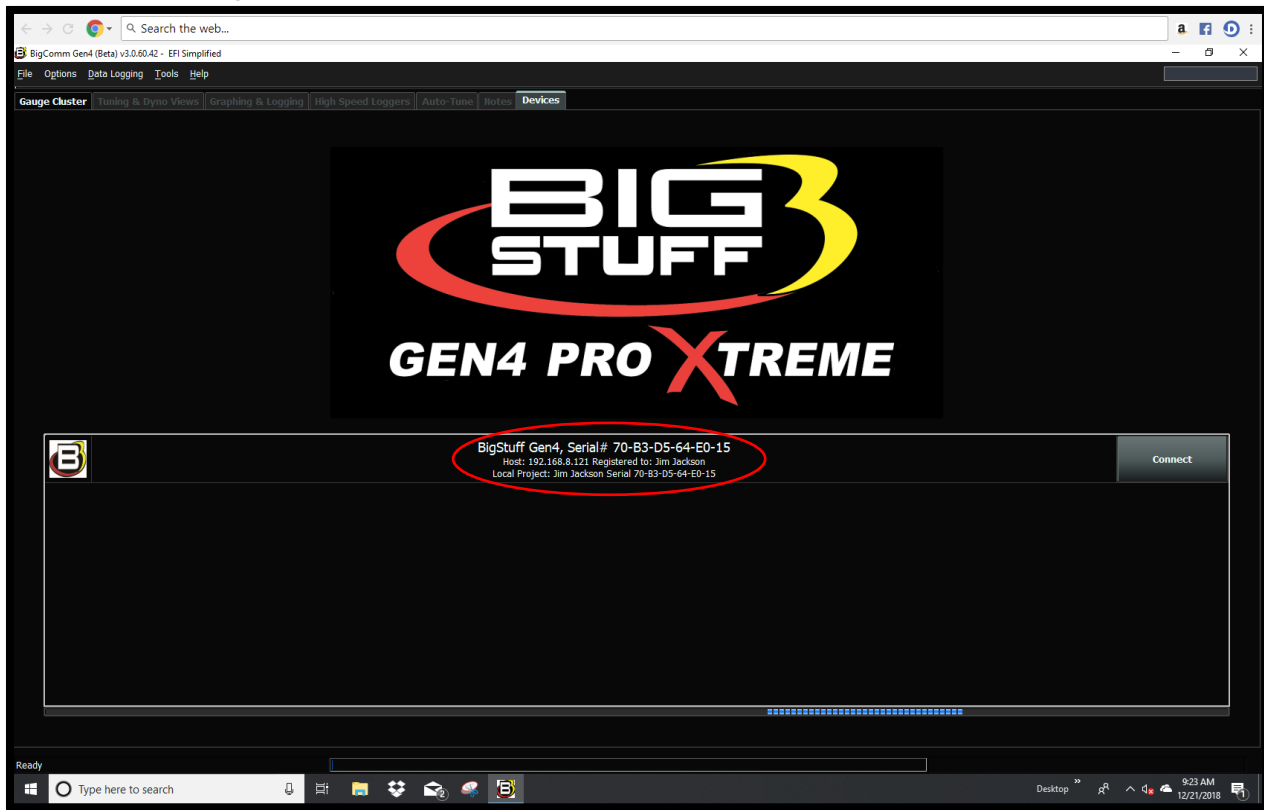 Search the web...
a
BigComm Gen4 (Beta) v3.0.60.42 - EFI Simplified
File Options Data Logging Tools Help
Gauge Cluster Tuning & Dyno Views Graphing & Logging High Speed Loggers Auto-Tune Notes Devices
BIG 3
STUFF
GEN4 PRO XTREME
BigStuff Gen4, Serial# 70-B3-D5-64-E0-15
Host: 192.168.8.121 Registered to: Jim Jackson
Local Project: Jim Jackson Serial 70-B3-D5-64-E0-15
Connect
Ready
Type here to search
2
Desktop
9:23 AM
12/21/2018
1